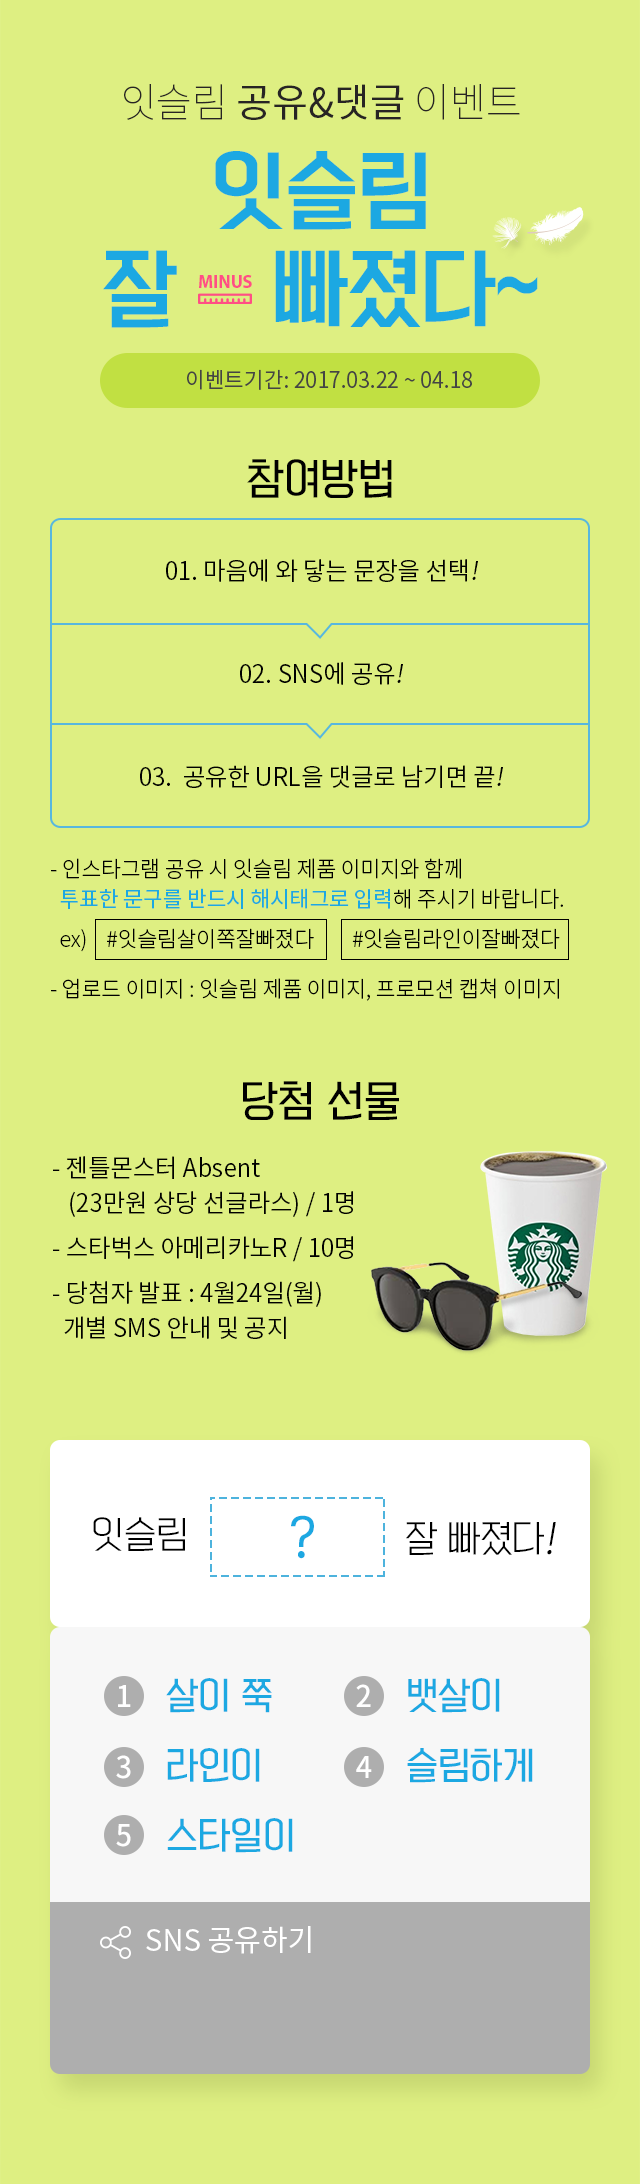 잇슬림 공유&댓글 이벤트
잇슬림
잘 MINUS 빠졌다~
이벤트기간: 2017.03.22 ~ 04.18
참여방법
01. 마음에 와 닿는 문장을 선택!
02. SNS에 공유!
03. 공유한 URL을 댓글로 남기면 끝!
- 인스타그램 공유 시 잇슬림 제품 이미지와 함께
투표한 문구를 반드시 해시태그로 입력해 주시기 바랍니다.
ex) #잇슬림살이쪽잘빠졌다 #잇슬림라인이잘빠졌다
- 업로드 이미지 : 잇슬림 제품 이미지, 프로모션 캡쳐 이미지
당첨 선물
- 젠틀몬스터 Absent
(23만원 상당 선글라스) / 1명
- 스타벅스 아메리카노R / 10명
- 당첨자 발표 : 4월24일(월)
개별 SMS 안내 및 공지
잇슬림 ? 잘 빠졌다!
1 살이 쭉 2 뱃살이
3 라인이 4 슬림하게
5 스타일이
SNS 공유하기